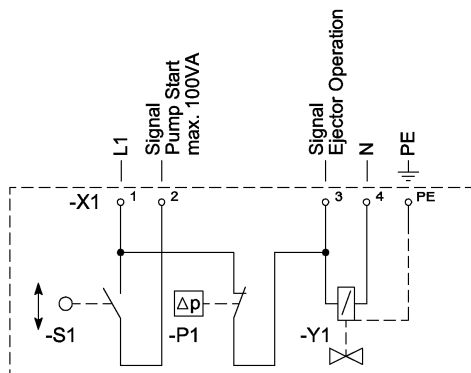 L1
Signal
Pump Start
max. 100VA
Signal
Ejector Operation
N
PE
-X1
1
2
3
4
PE
-S1
Δp
-P1
-Y1